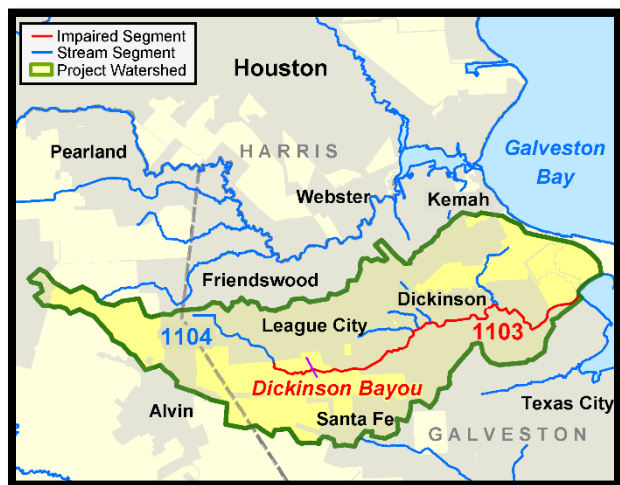 Impaired Segment
Stream Segment
Project Watershed
Houston
Pearland
HARRIS
Galveston
Bay
Webster
Kemah
Friendswood
Dickinson
League City
1104
1103
Dickinson Bayou
Alvin
Santa Fe
Texas City
GALVESTON